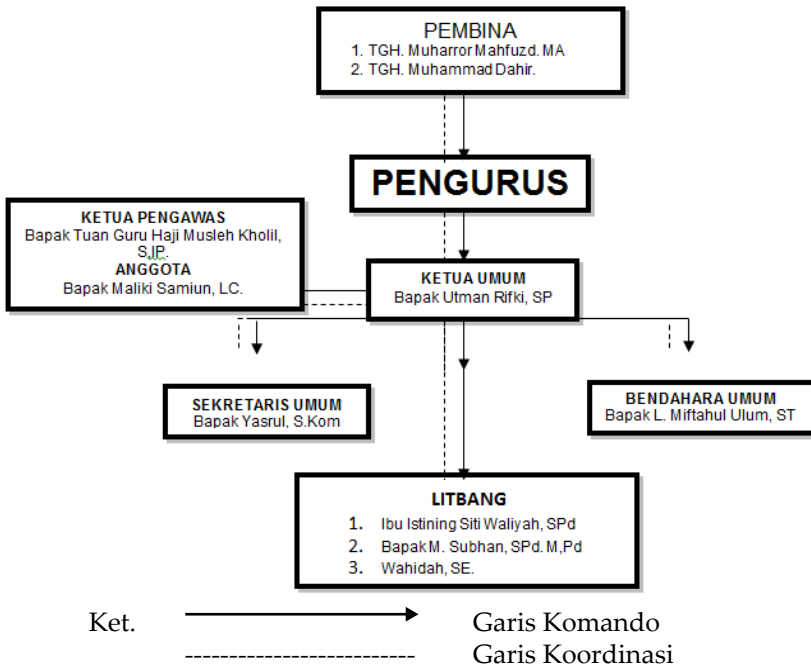 PEMBINA
1. TGH. Muharror Mahfuzd. MA
2. TGH. Muhammad Dahir.
PENGURUS
KETUA PENGAWAS
Bapak Tuan Guru Haji Musleh Kholil,
S,IP.
ANGGOTA
Bapak Maliki Samiun, LC.
KETUA UMUM
Bapak Utman Rifki, SP
SEKRETARIS UMUM
Bapak Yasrul, S.Kom
BENDAHARA UMUM
Bapak L. Miftahul Ulum, ST
LITBANG
1. Ibu Istining Siti Waliyah, SPd
2. Bapak M. Subhan, SPd. M,Pd
3. Wahidah, SE.
Ket. Garis Komando
Garis Koordinasi